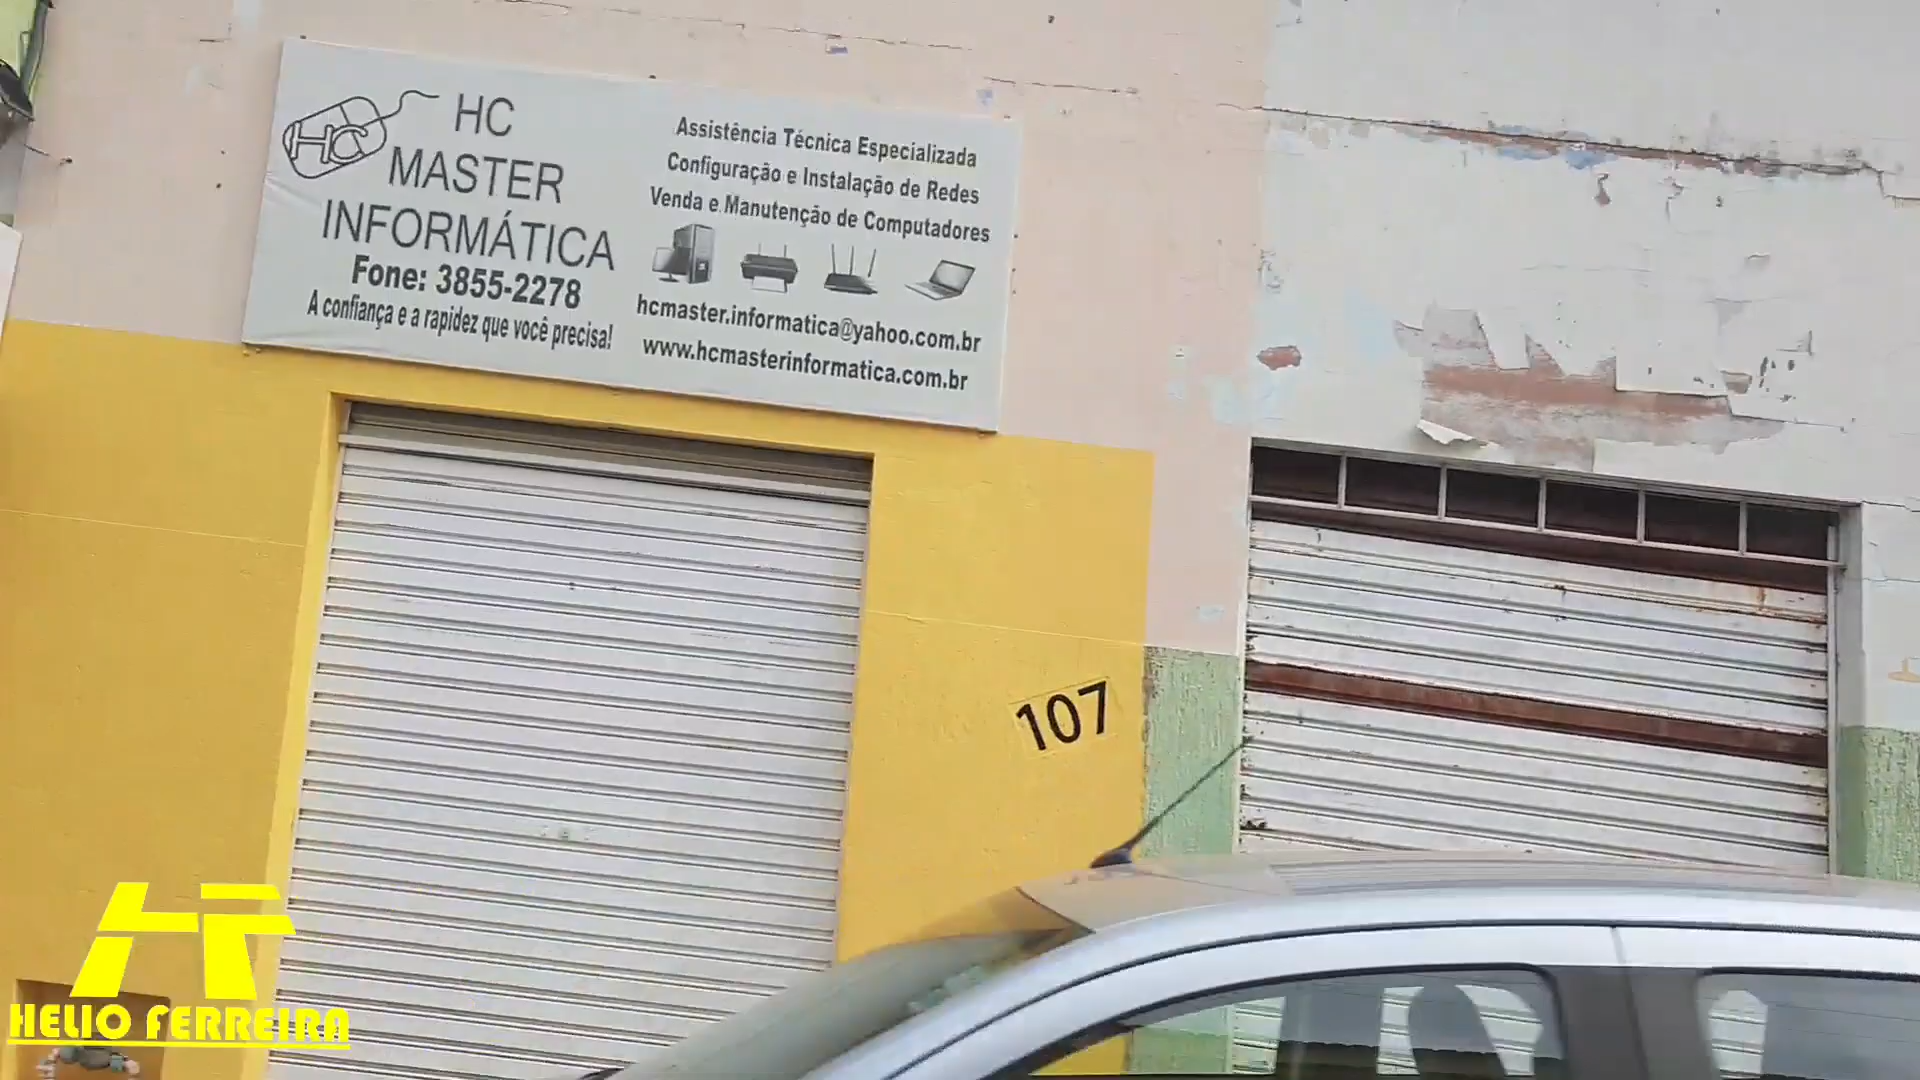 HC
HC
MASTER
INFORMÁTICA
Fone: 3855-2278
A confiança e a rapidez que você precisa!
Assistência Técnica Especializada
Configuração e Instalação de Redes
Venda e Manutenção de Computadores
hcmaster.informatica@yahoo.com.br
www.hcmasterinformatica.com.br
107
HF
HELIO FERREIRA